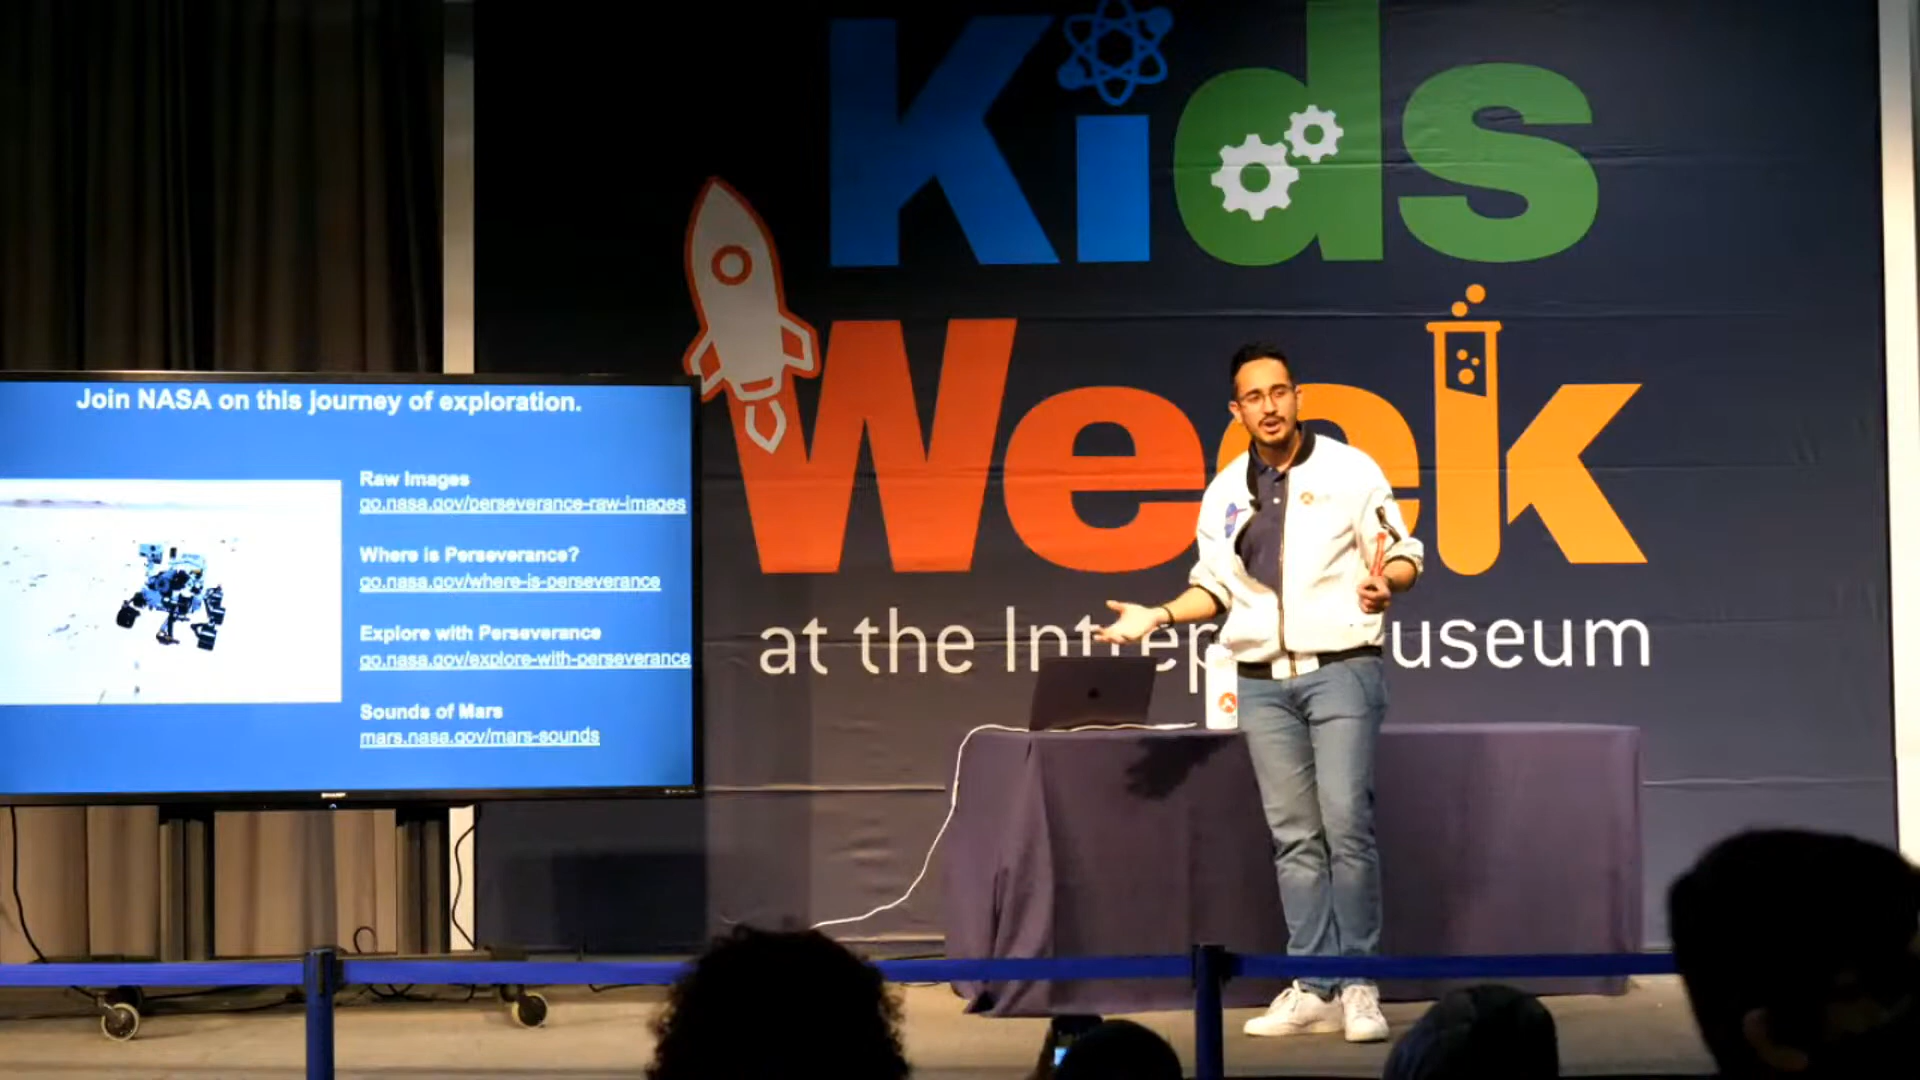 Kids
Week
at the Intrep useum
Join NASA on this journey of exploration.
Raw Images
go.nasa.gov/perseverance-raw-images
Where is Perseverance?
go.nasa.gov/where-is-perseverance
Explore with Perseverance
go.nasa.gov/explore-with-perseverance
Sounds of Mars
mars.nasa.gov/mars-sounds
SHARP